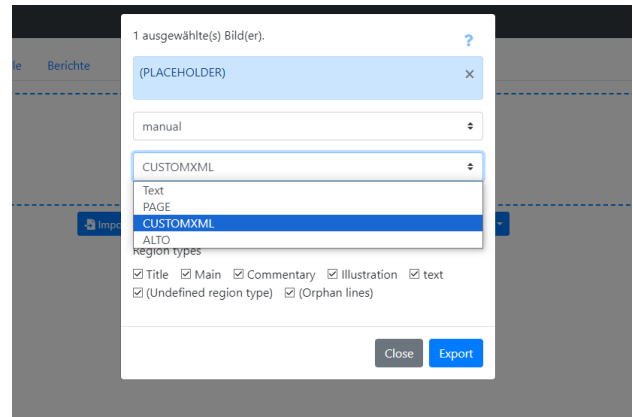 1 ausgewählte(s) Bild(er).
?
le Berichte
(PLACEHOLDER) ×
manual
CUSTOMXML
Text
PAGE
CUSTOMXML
ALTO
Impo
Region types
Title Main Commentary Illustration text
(Undefined region type) (Orphan lines)
Close Export